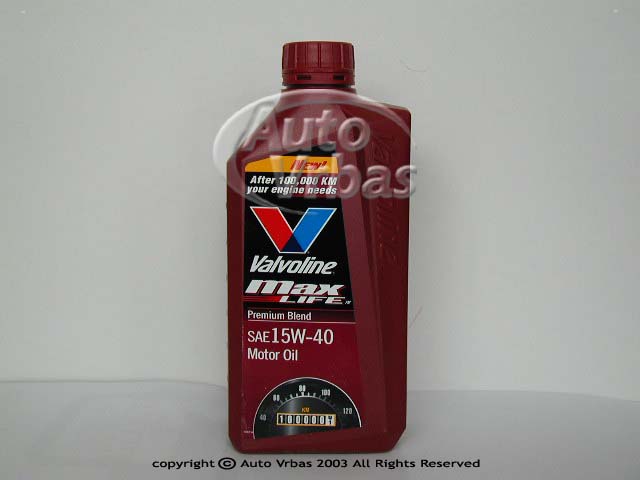 Auto
Vrbas
New!
After 100,000 KM
your engine needs
Valvoline
Valvoline
max
LIFE
Premium Blend
SAE 15W-40
Motor Oil
40 60 80 100 120
KM
100000
copyright © Auto Vrbas 2003 All Rights Reserved